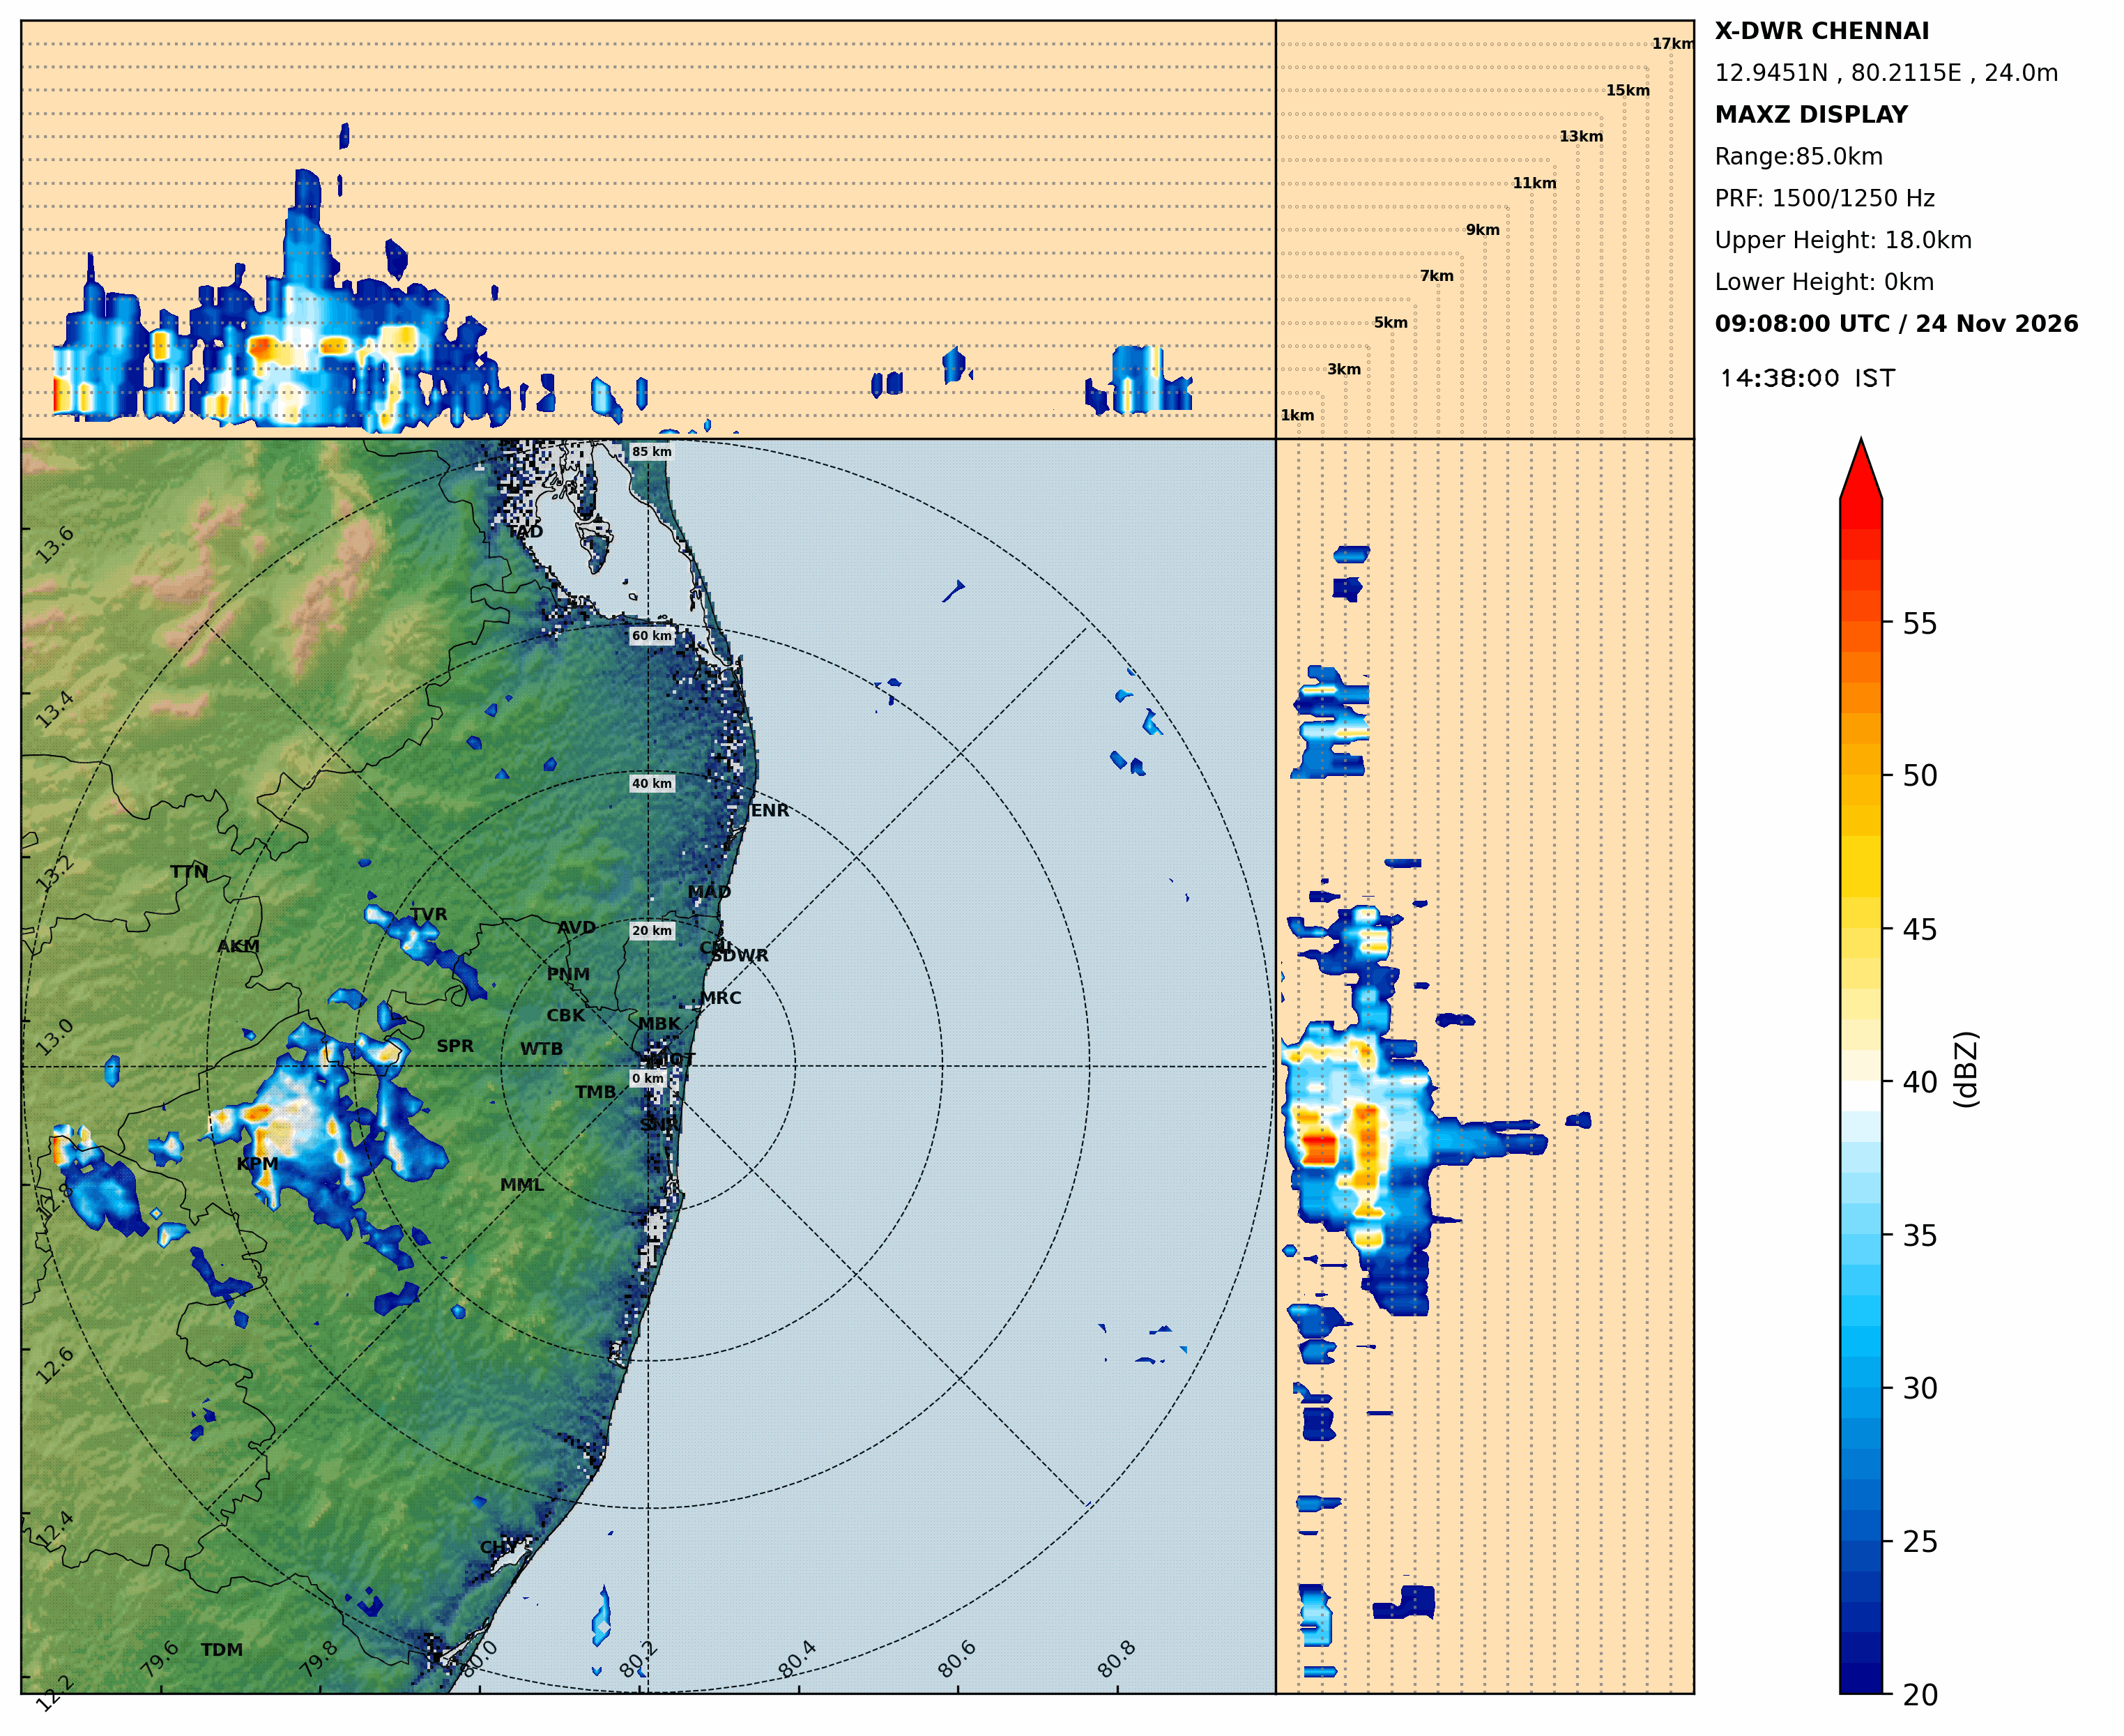 X-DWR CHENNAI
12.9451N , 80.2115E , 24.0m
MAXZ DISPLAY
Range:85.0km
PRF: 1500/1250 Hz
Upper Height: 18.0km
Lower Height: 0km
09:08:00 UTC / 24 Nov 2026
14:38:00 IST
17km
15km
13km
11km
9km
7km
5km
3km
1km
85 km
TAD
13.6
60 km
13.4
40 km
ENR
13.2
TTN
MAD
TVR
AVD
20 km
AKM
SDWR
PNM
MRC
13.0
CBK
MBK
SPR
WTB
0 km
TMB
SNR
KPM
MML
12.8
12.6
12.4
CHY
TDM
12.2
79.6
79.8
80.0
80.2
80.4
80.6
80.8
55
50
45
40
35
30
25
20
(dBZ)